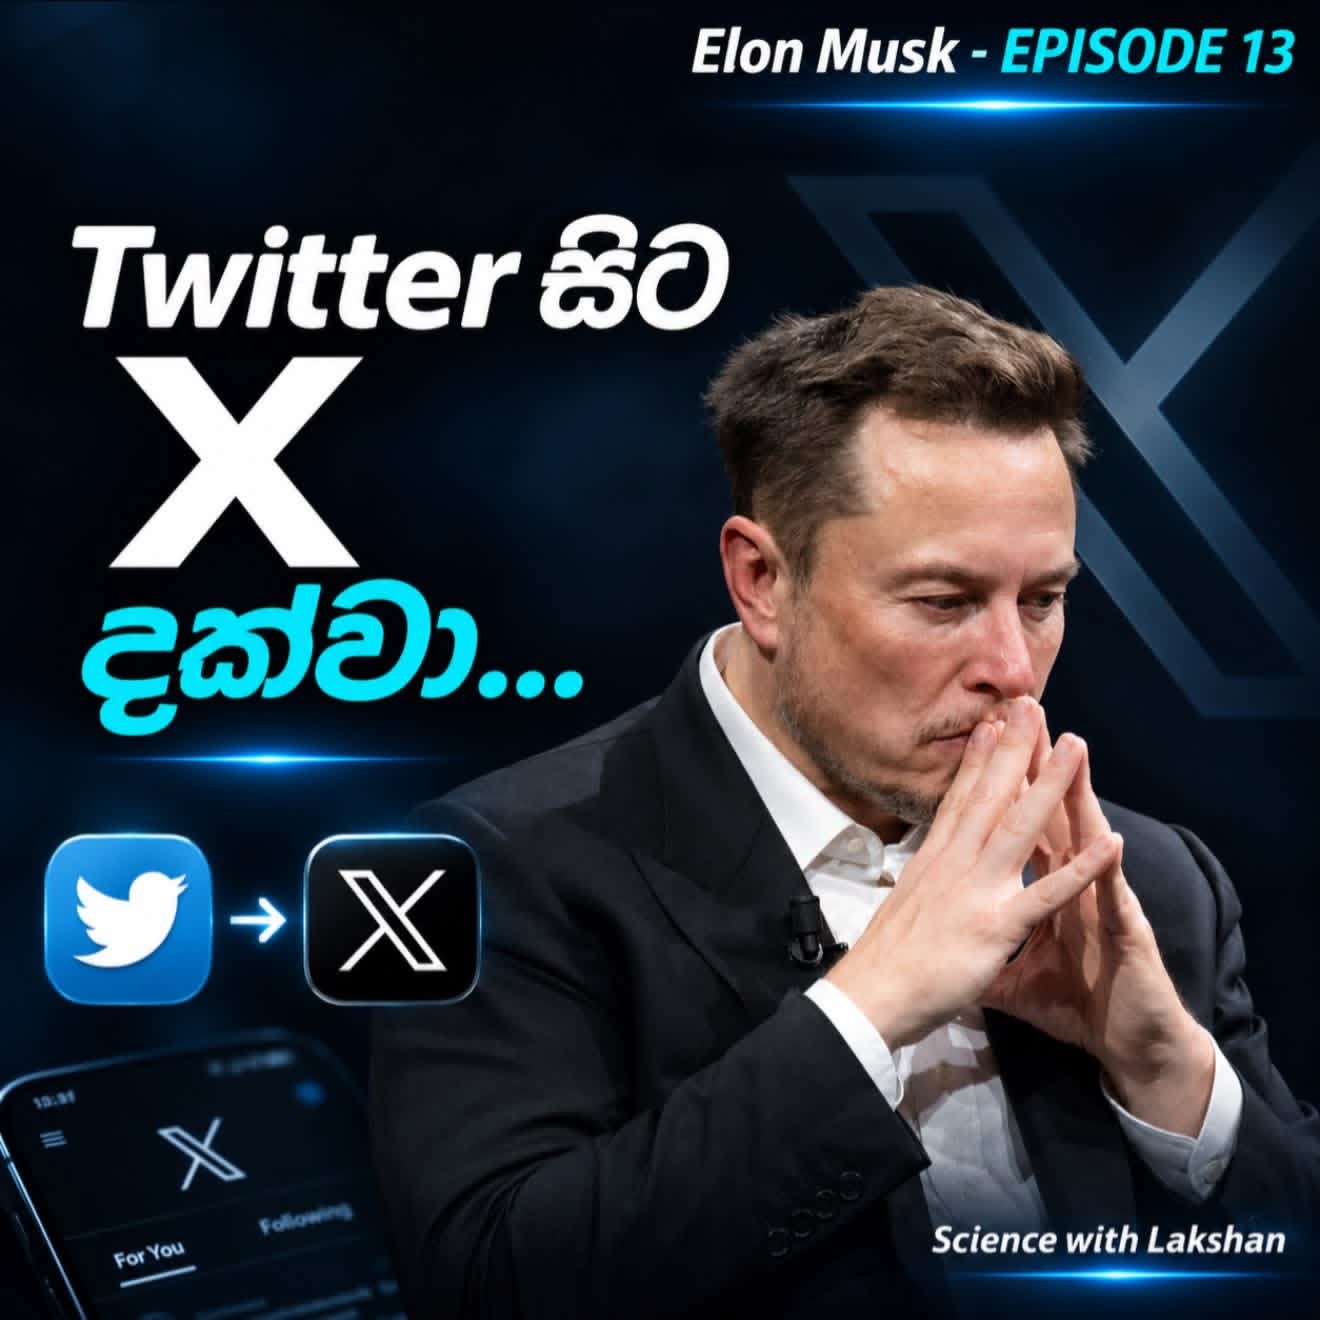 Elon Musk - EPISODE 13
Twitter සිට
X
දක්වා...
For You
Following
Science with Lakshan